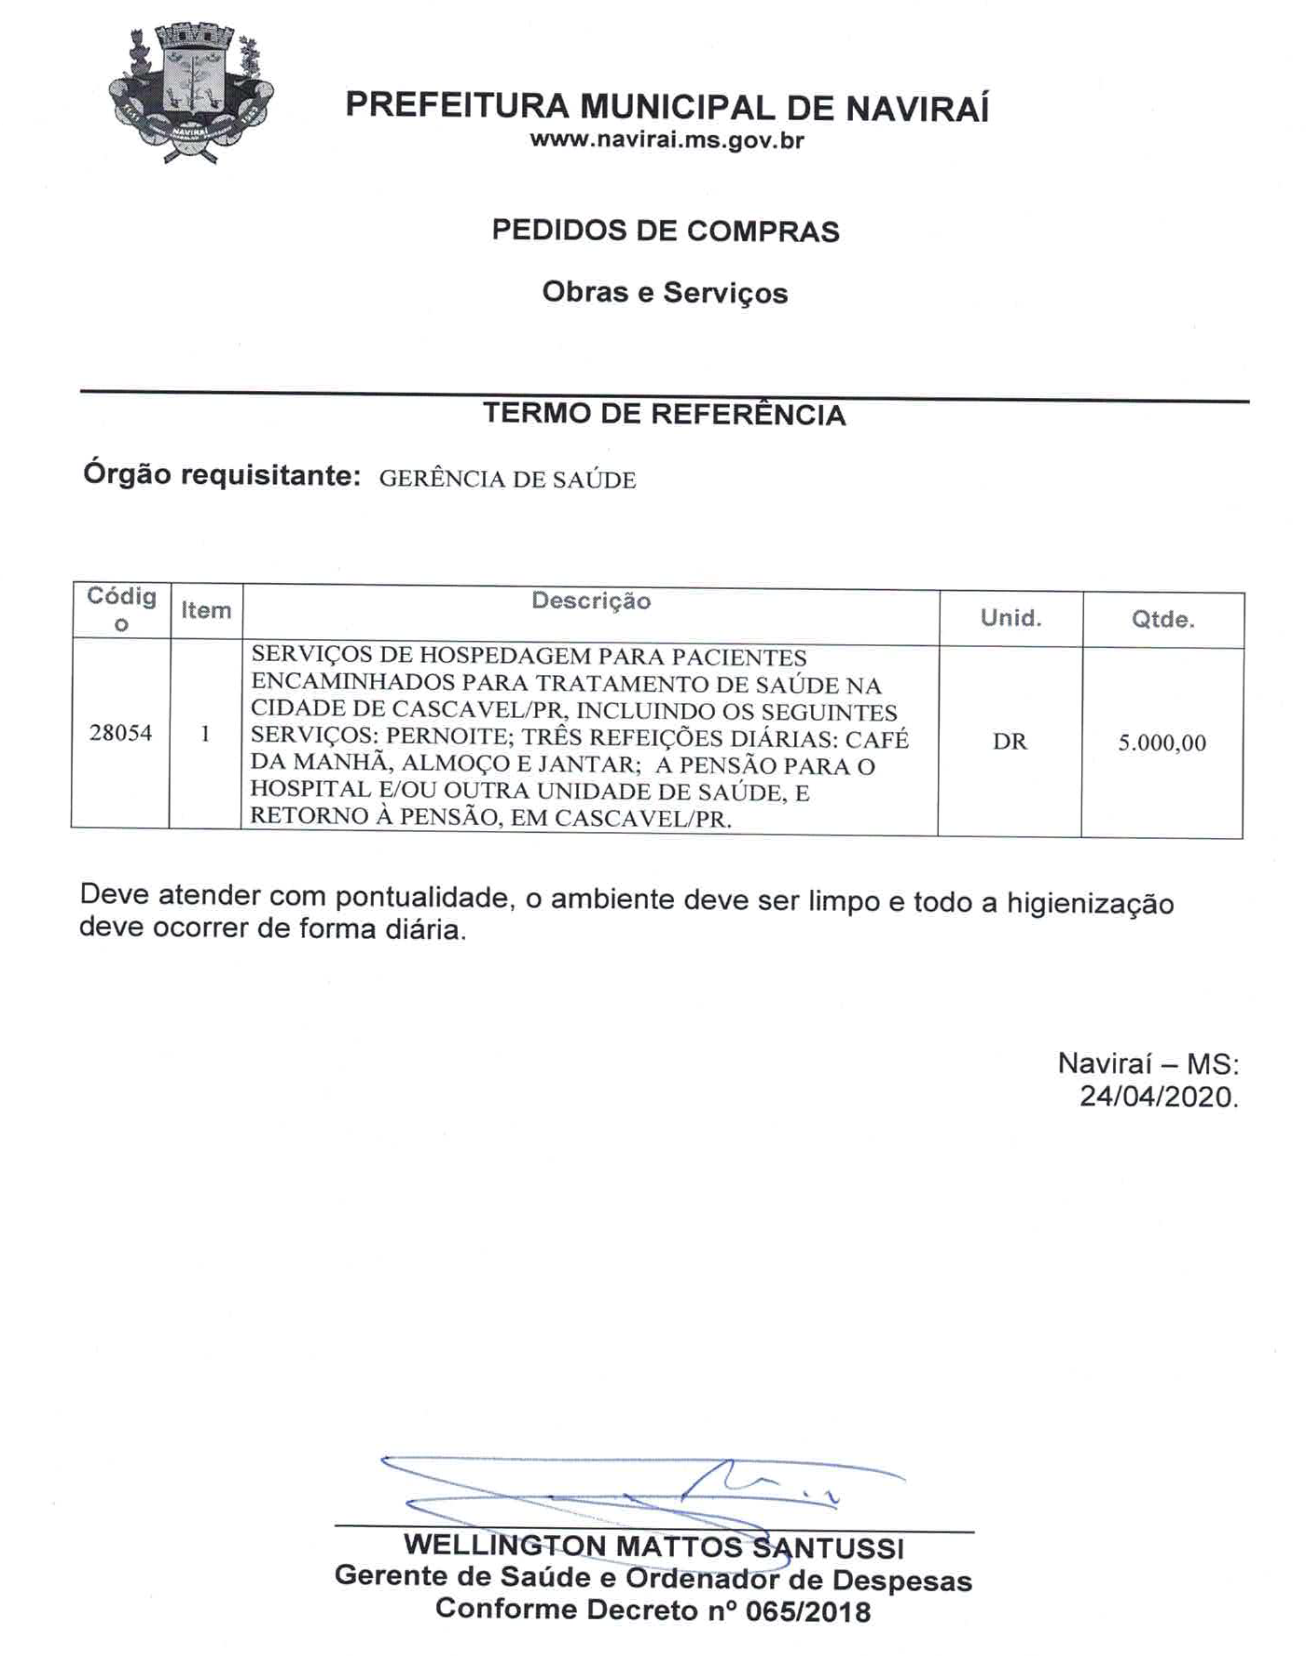 NAVIRAÍ
1963
PREFEITURA MUNICIPAL DE NAVIRAÍ
www.navirai.ms.gov.br
PEDIDOS DE COMPRAS
Obras e Serviços
TERMO DE REFERÊNCIA
Órgão requisitante: GERÊNCIA DE SAÚDE
Códig
o
Item
Descrição
Unid.
Qtde.
28054
1
SERVIÇOS DE HOSPEDAGEM PARA PACIENTES
ENCAMINHADOS PARA TRATAMENTO DE SAÚDE NA
CIDADE DE CASCAVEL/PR, INCLUINDO OS SEGUINTES
SERVIÇOS: PERNOITE; TRÊS REFEIÇÕES DIÁRIAS: CAFÉ
DA MANHÃ, ALMOÇO E JANTAR; A PENSÃO PARA O
HOSPITAL E/OU OUTRA UNIDADE DE SAÚDE, E
RETORNO À PENSÃO, EM CASCAVEL/PR.
DR
5.000,00
Deve atender com pontualidade, o ambiente deve ser limpo e todo a higienização
deve ocorrer de forma diária.
Naviraí – MS:
24/04/2020.
WELLINGTON MATTOS SANTUSSI
Gerente de Saúde e Ordenador de Despesas
Conforme Decreto nº 065/2018